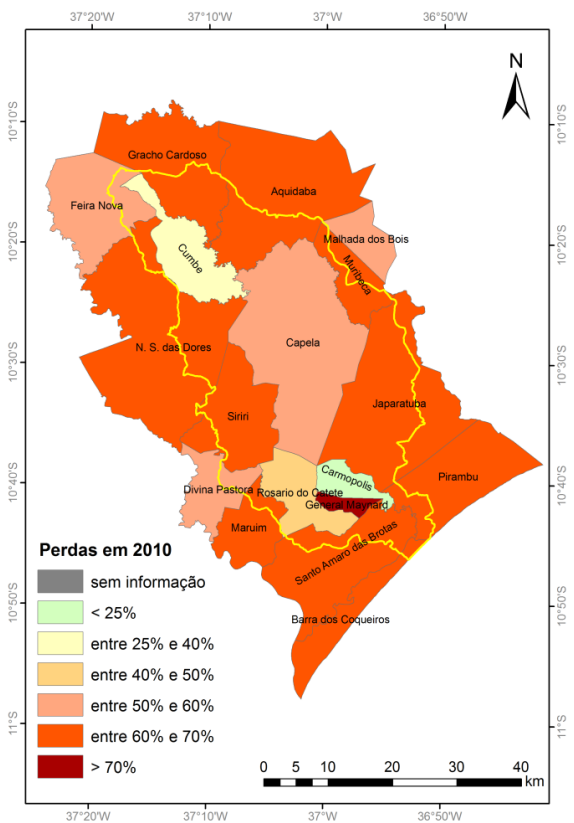 37°20'W 37°10'W 37°0'W 36°50'W
N
10°10'S 10°10'S
Gracho Cardoso
Aquidaba
Feira Nova
Malhada dos Bois
10°20'S 10°20'S
Cumbe
Muribeca
Capela
N. S. das Dores
10°30'S 10°30'S
Japaratuba
Siriri
Carmopolis
Pirambu
10°40'S 10°40'S
Divina Pastora
Rosario do Catete
General Maynard
Maruim
Santo Amaro das Brotas
Perdas em 2010
sem informação
< 25%
10°50'S 10°50'S
Barra dos Coqueiros
entre 25% e 40%
entre 40% e 50%
entre 50% e 60%
11°S 11°S
entre 60% e 70%
> 70%
0 5 10 20 30 40
km
37°20'W 37°10'W 37°0'W 36°50'W